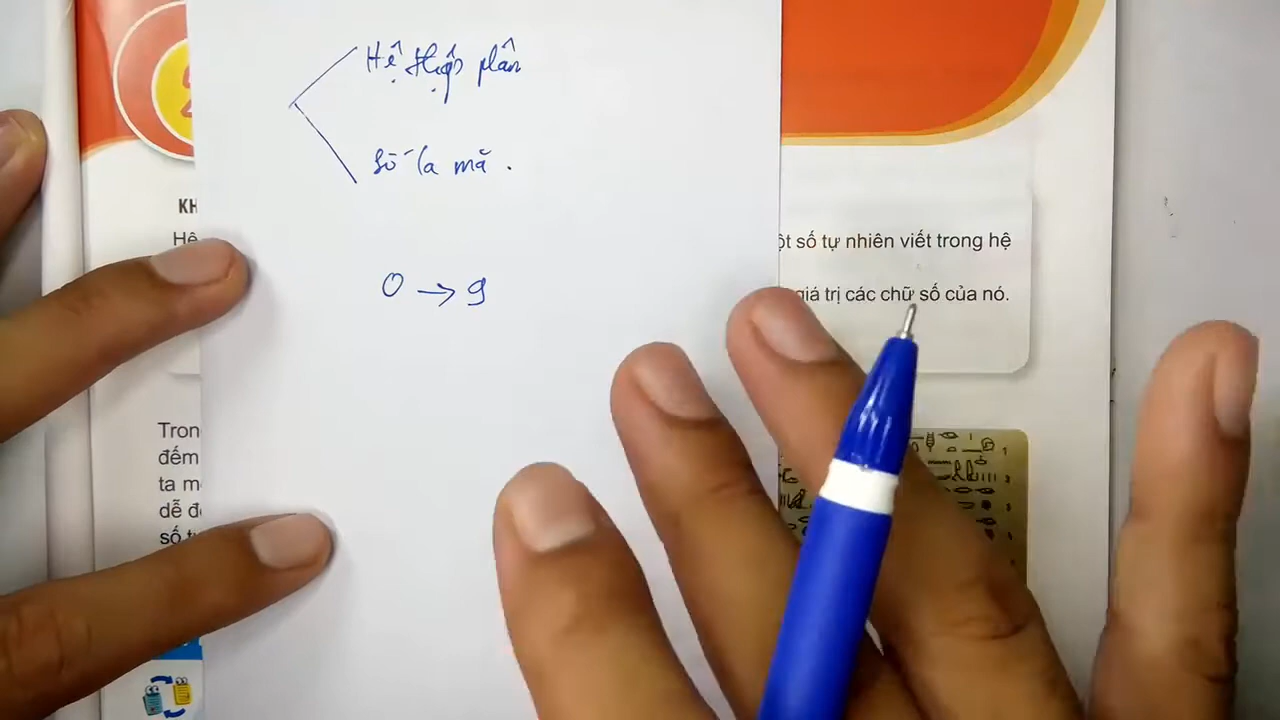 Hệ thập phân
Số la mã.
0 → 9
KH
Hệ
ột số tự nhiên viết trong hệ
giá trị các chữ số của nó.
Tron
đếm
ta m
dễ đ
số t